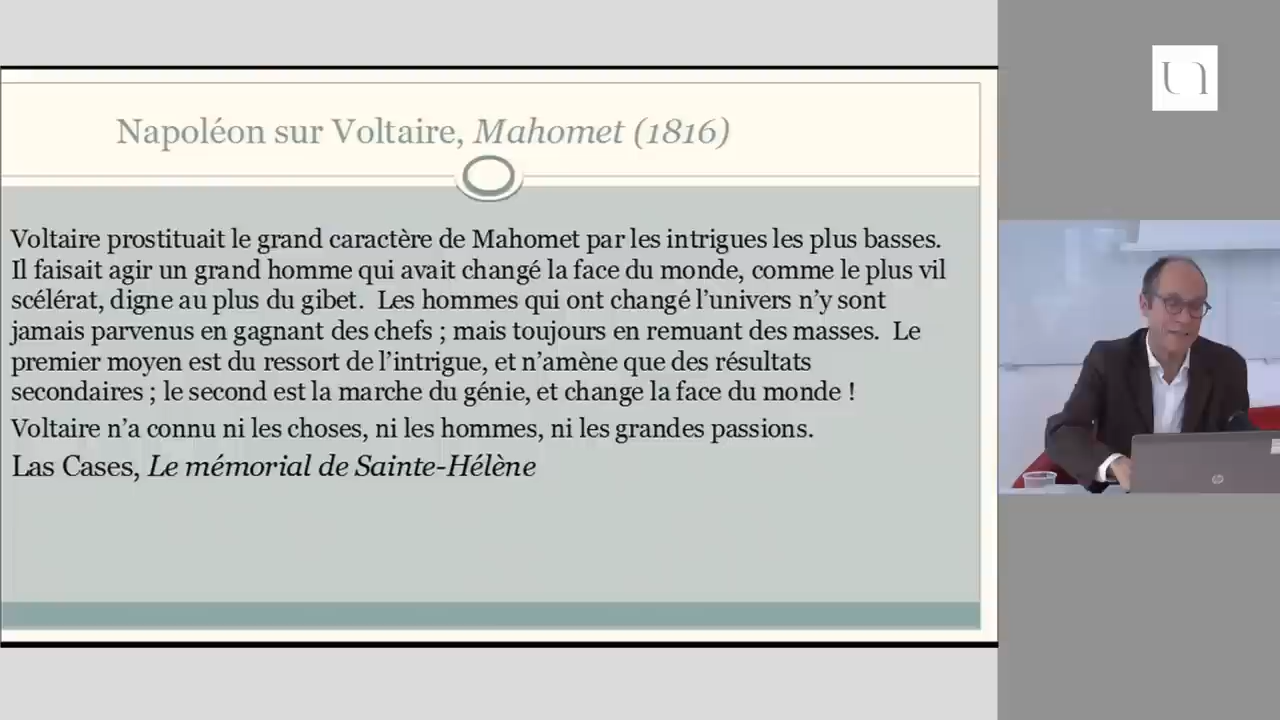 Napoléon sur Voltaire, Mahomet (1816)
Voltaire prostituait le grand caractère de Mahomet par les intrigues les plus basses.
Il faisait agir un grand homme qui avait changé la face du monde, comme le plus vil
scélérat, digne au plus du gibet. Les hommes qui ont changé l’univers n’y sont
jamais parvenus en gagnant des chefs ; mais toujours en remuant des masses. Le
premier moyen est du ressort de l’intrigue, et n’amène que des résultats
secondaires ; le second est la marche du génie, et change la face du monde !
Voltaire n’a connu ni les choses, ni les hommes, ni les grandes passions.
Las Cases, Le mémorial de Sainte-Hélène
hp